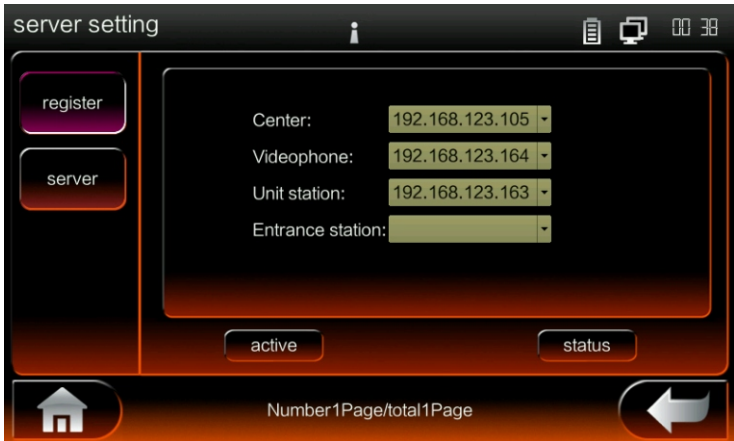 server setting
00 38
register
server
Center: 192.168.123.105
Videophone: 192.168.123.164
Unit station: 192.168.123.163
Entrance station:
active
status
Number1Page/total1Page